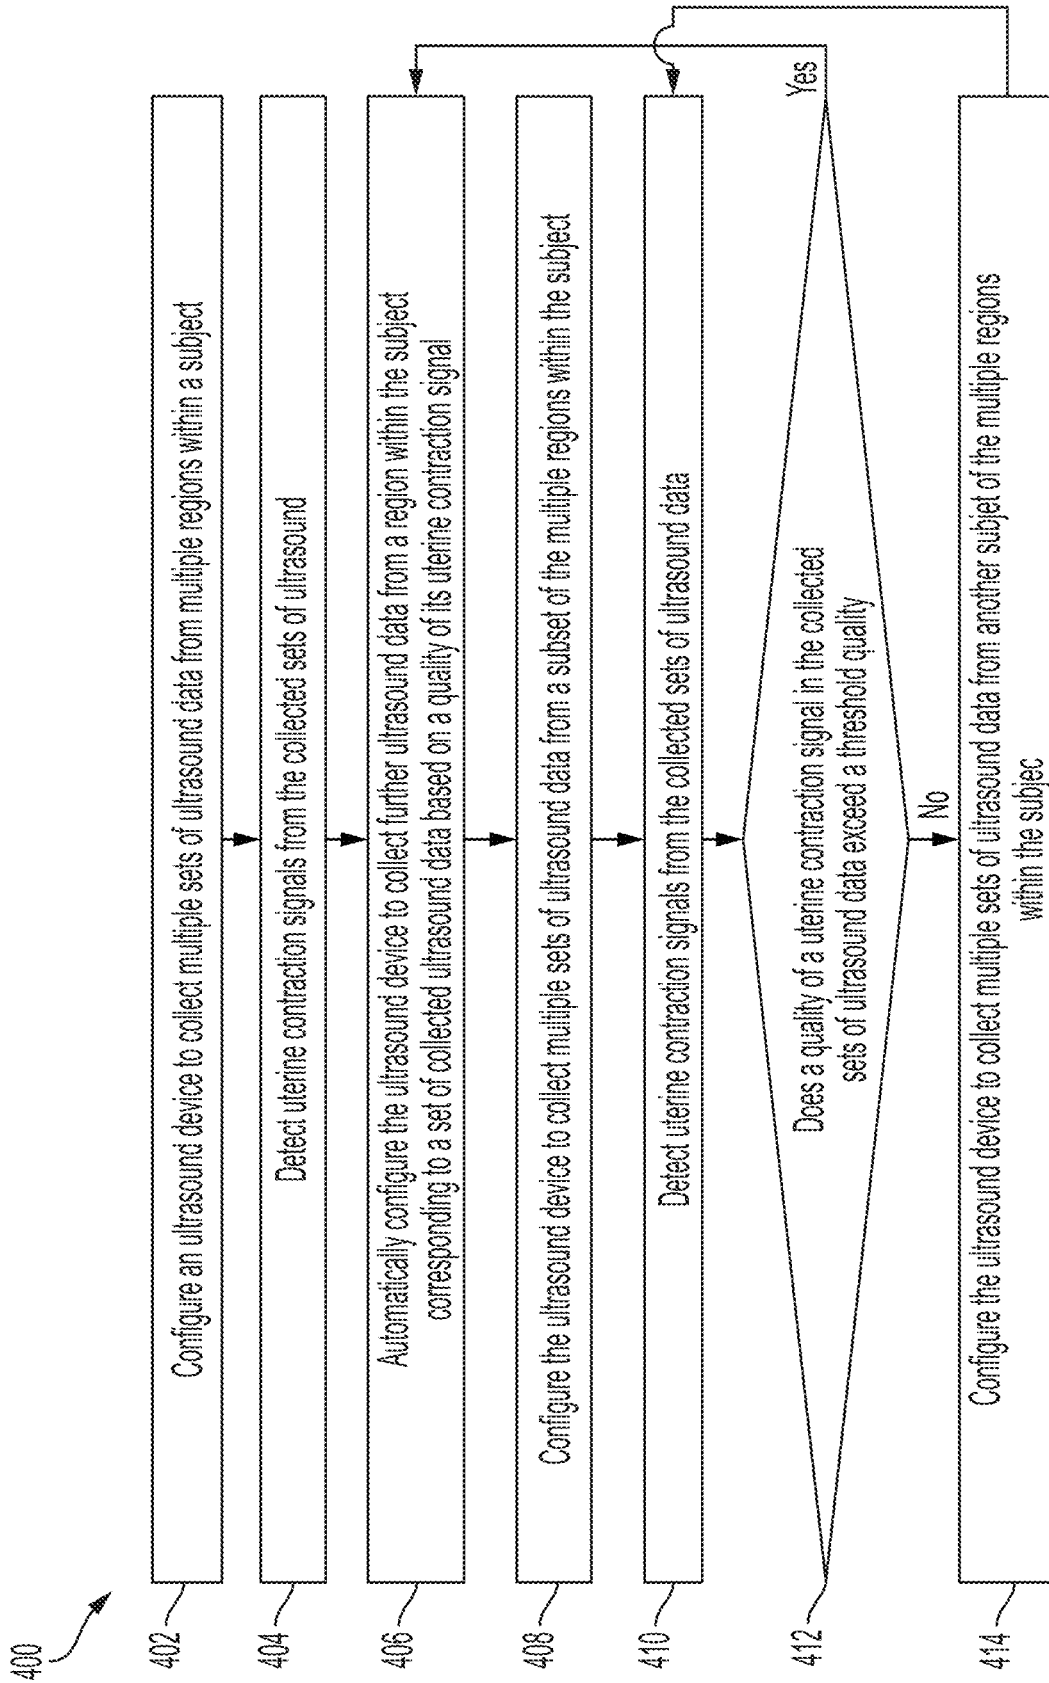 400
402
Configure an ultrasound device to collect multiple sets of ultrasound data from multiple regions within a subject
404
Detect uterine contraction signals from the collected sets of ultrasound
406
Automatically configure the ultrasound device to collect further ultrasound data from a region within the subject
corresponding to a set of collected ultrasound data based on a quality of its uterine contraction signal
408
Configure the ultrasound device to collect multiple sets of ultrasound data from a subset of the multiple regions within the subject
410
Detect uterine contraction signals from the collected sets of ultrasound data
412
Does a quality of a uterine contraction signal in the collected
sets of ultrasound data exceed a threshold quality
Yes
No
414
Configure the ultrasound device to collect multiple sets of ultrasound data from another subjet of the multiple regions
within the subjec